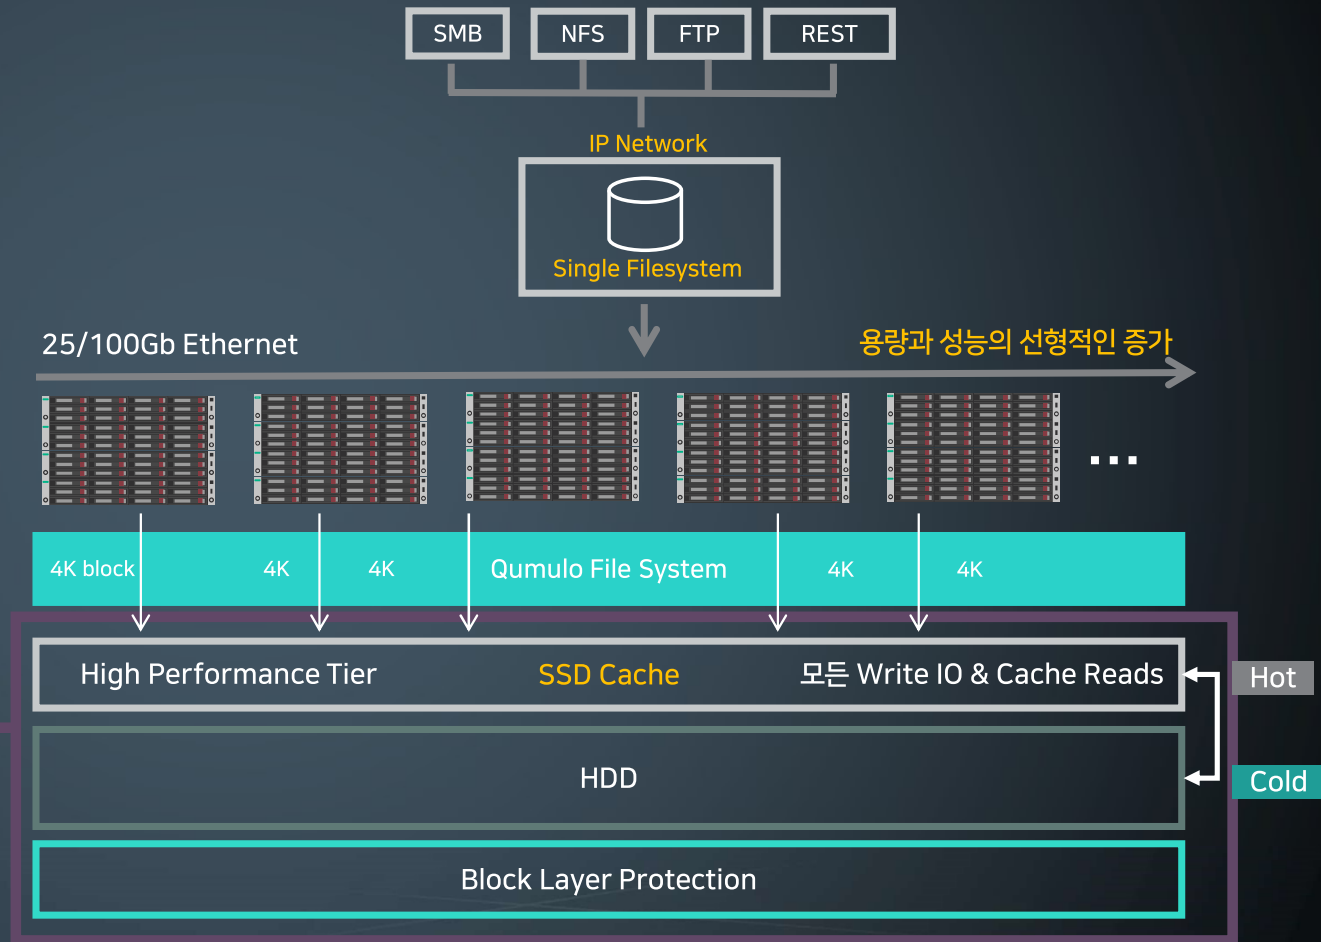 SMB NFS FTP REST
IP Network
Single Filesystem
25/100Gb Ethernet 용량과 성능의 선형적인 증가
...
4K block 4K 4K Qumulo File System 4K 4K
High Performance Tier SSD Cache 모든 Write IO & Cache Reads
Hot
HDD
Cold
Block Layer Protection